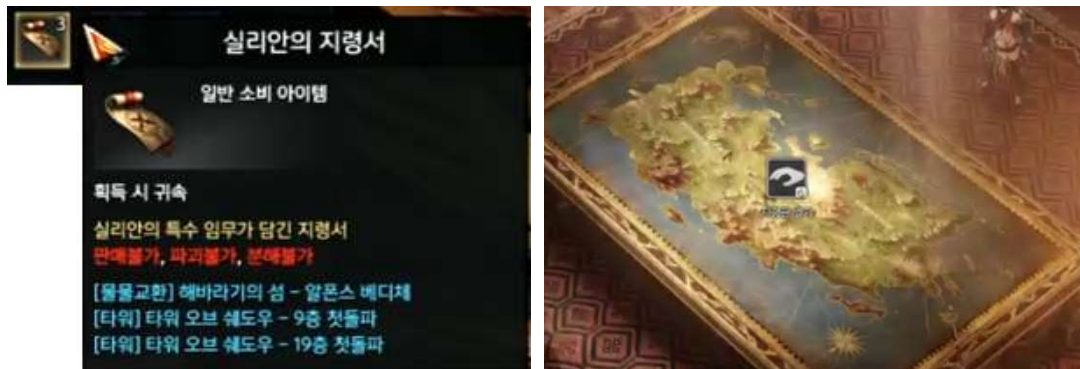 3
실리안의 지령서
일반 소비 아이템
획득 시 귀속
실리안의 특수 임무가 담긴 지령서
판매불가, 파괴불가, 분해불가
[물물교환] 해바라기의 섬 - 알폰스 베디체
[타워] 타워 오브 쉐도우 - 9층 첫돌파
[타워] 타워 오브 쉐도우 - 19층 첫돌파